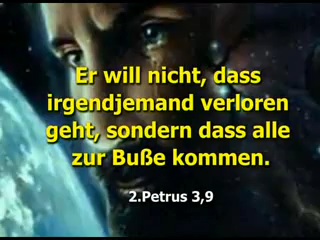 Er will nicht, dass
irgendjemand verloren
geht, sondern dass alle
zur Buße kommen.
2.Petrus 3,9